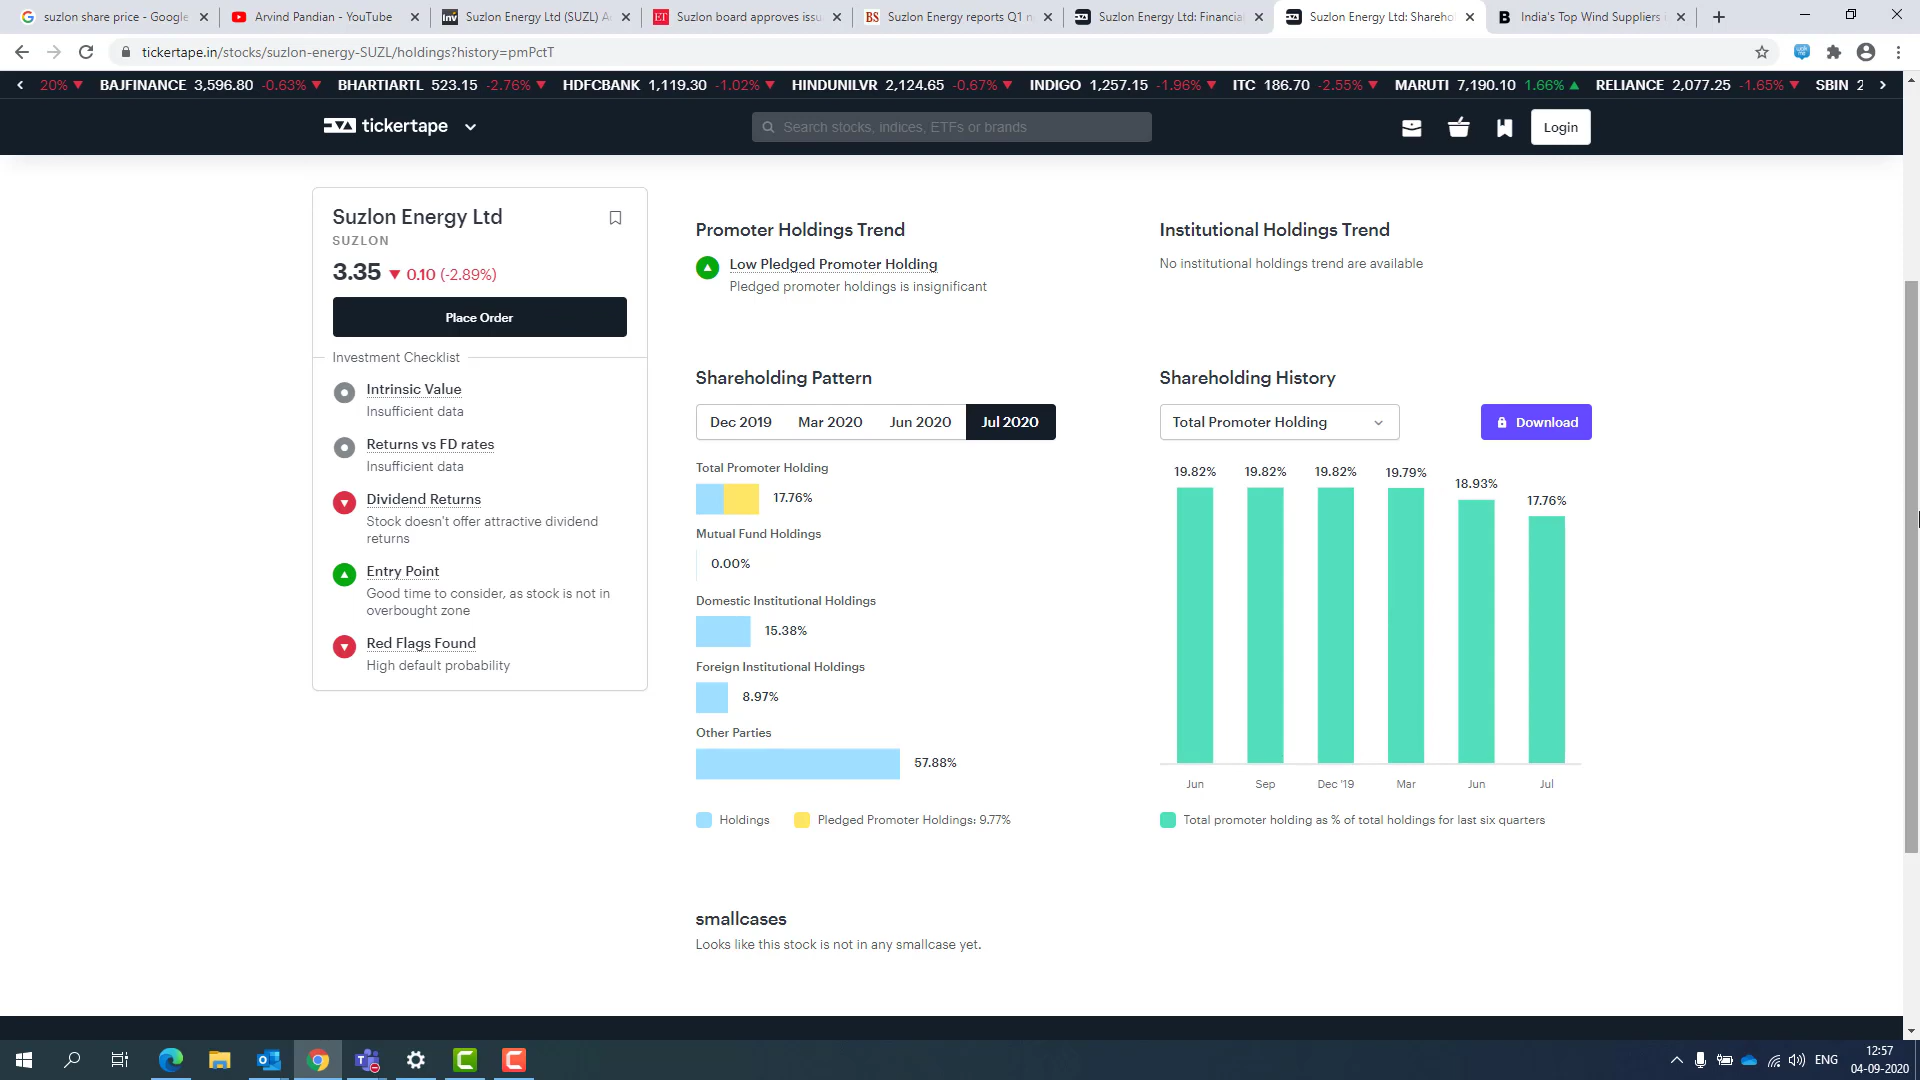 suzlon share price - Google
Arvind Pandian - YouTube
Suzlon Energy Ltd (SUZL)
Suzlon board approves issu
Suzlon Energy reports Q1
Suzlon Energy Ltd: Financia
Suzlon Energy Ltd: Shareho
India's Top Wind Suppliers
tickertape.in/stocks/suzlon-energy-SUZL/holdings?history=pmPctT
20% ▼ BAJFINANCE 3,596.80 -0.63% ▼ BHARTIARTL 523.15 -2.76% ▼ HDFCBANK 1,119.30 -1.02% ▼ HINDUNILVR 2,124.65 -0.67% ▼ INDIGO 1,257.15 -1.96% ▼ ITC 186.70 -2.55% ▼ MARUTI 7,190.10 1.66% ▲ RELIANCE 2,077.25 -1.65% ▼ SBIN 2
tickertape
Search stocks, indices, ETFs or brands
Login
Suzlon Energy Ltd
SUZLON
3.35 ▼ 0.10 (-2.89%)
Place Order
Investment Checklist
Intrinsic Value
Insufficient data
Returns vs FD rates
Insufficient data
Dividend Returns
Stock doesn't offer attractive dividend
returns
Entry Point
Good time to consider, as stock is not in
overbought zone
Red Flags Found
High default probability
Promoter Holdings Trend
Low Pledged Promoter Holding
Pledged promoter holdings is insignificant
Institutional Holdings Trend
No institutional holdings trend are available
Shareholding Pattern
Dec 2019 Mar 2020 Jun 2020 Jul 2020
Total Promoter Holding
17.76%
Mutual Fund Holdings
0.00%
Domestic Institutional Holdings
15.38%
Foreign Institutional Holdings
8.97%
Other Parties
57.88%
Holdings Pledged Promoter Holdings: 9.77%
Shareholding History
Total Promoter Holding
Download
19.82% 19.82% 19.82% 19.79% 18.93% 17.76%
Jun Sep Dec '19 Mar Jun Jul
Total promoter holding as % of total holdings for last six quarters
smallcases
Looks like this stock is not in any smallcase yet.
ENG
12:57
04-09-2020